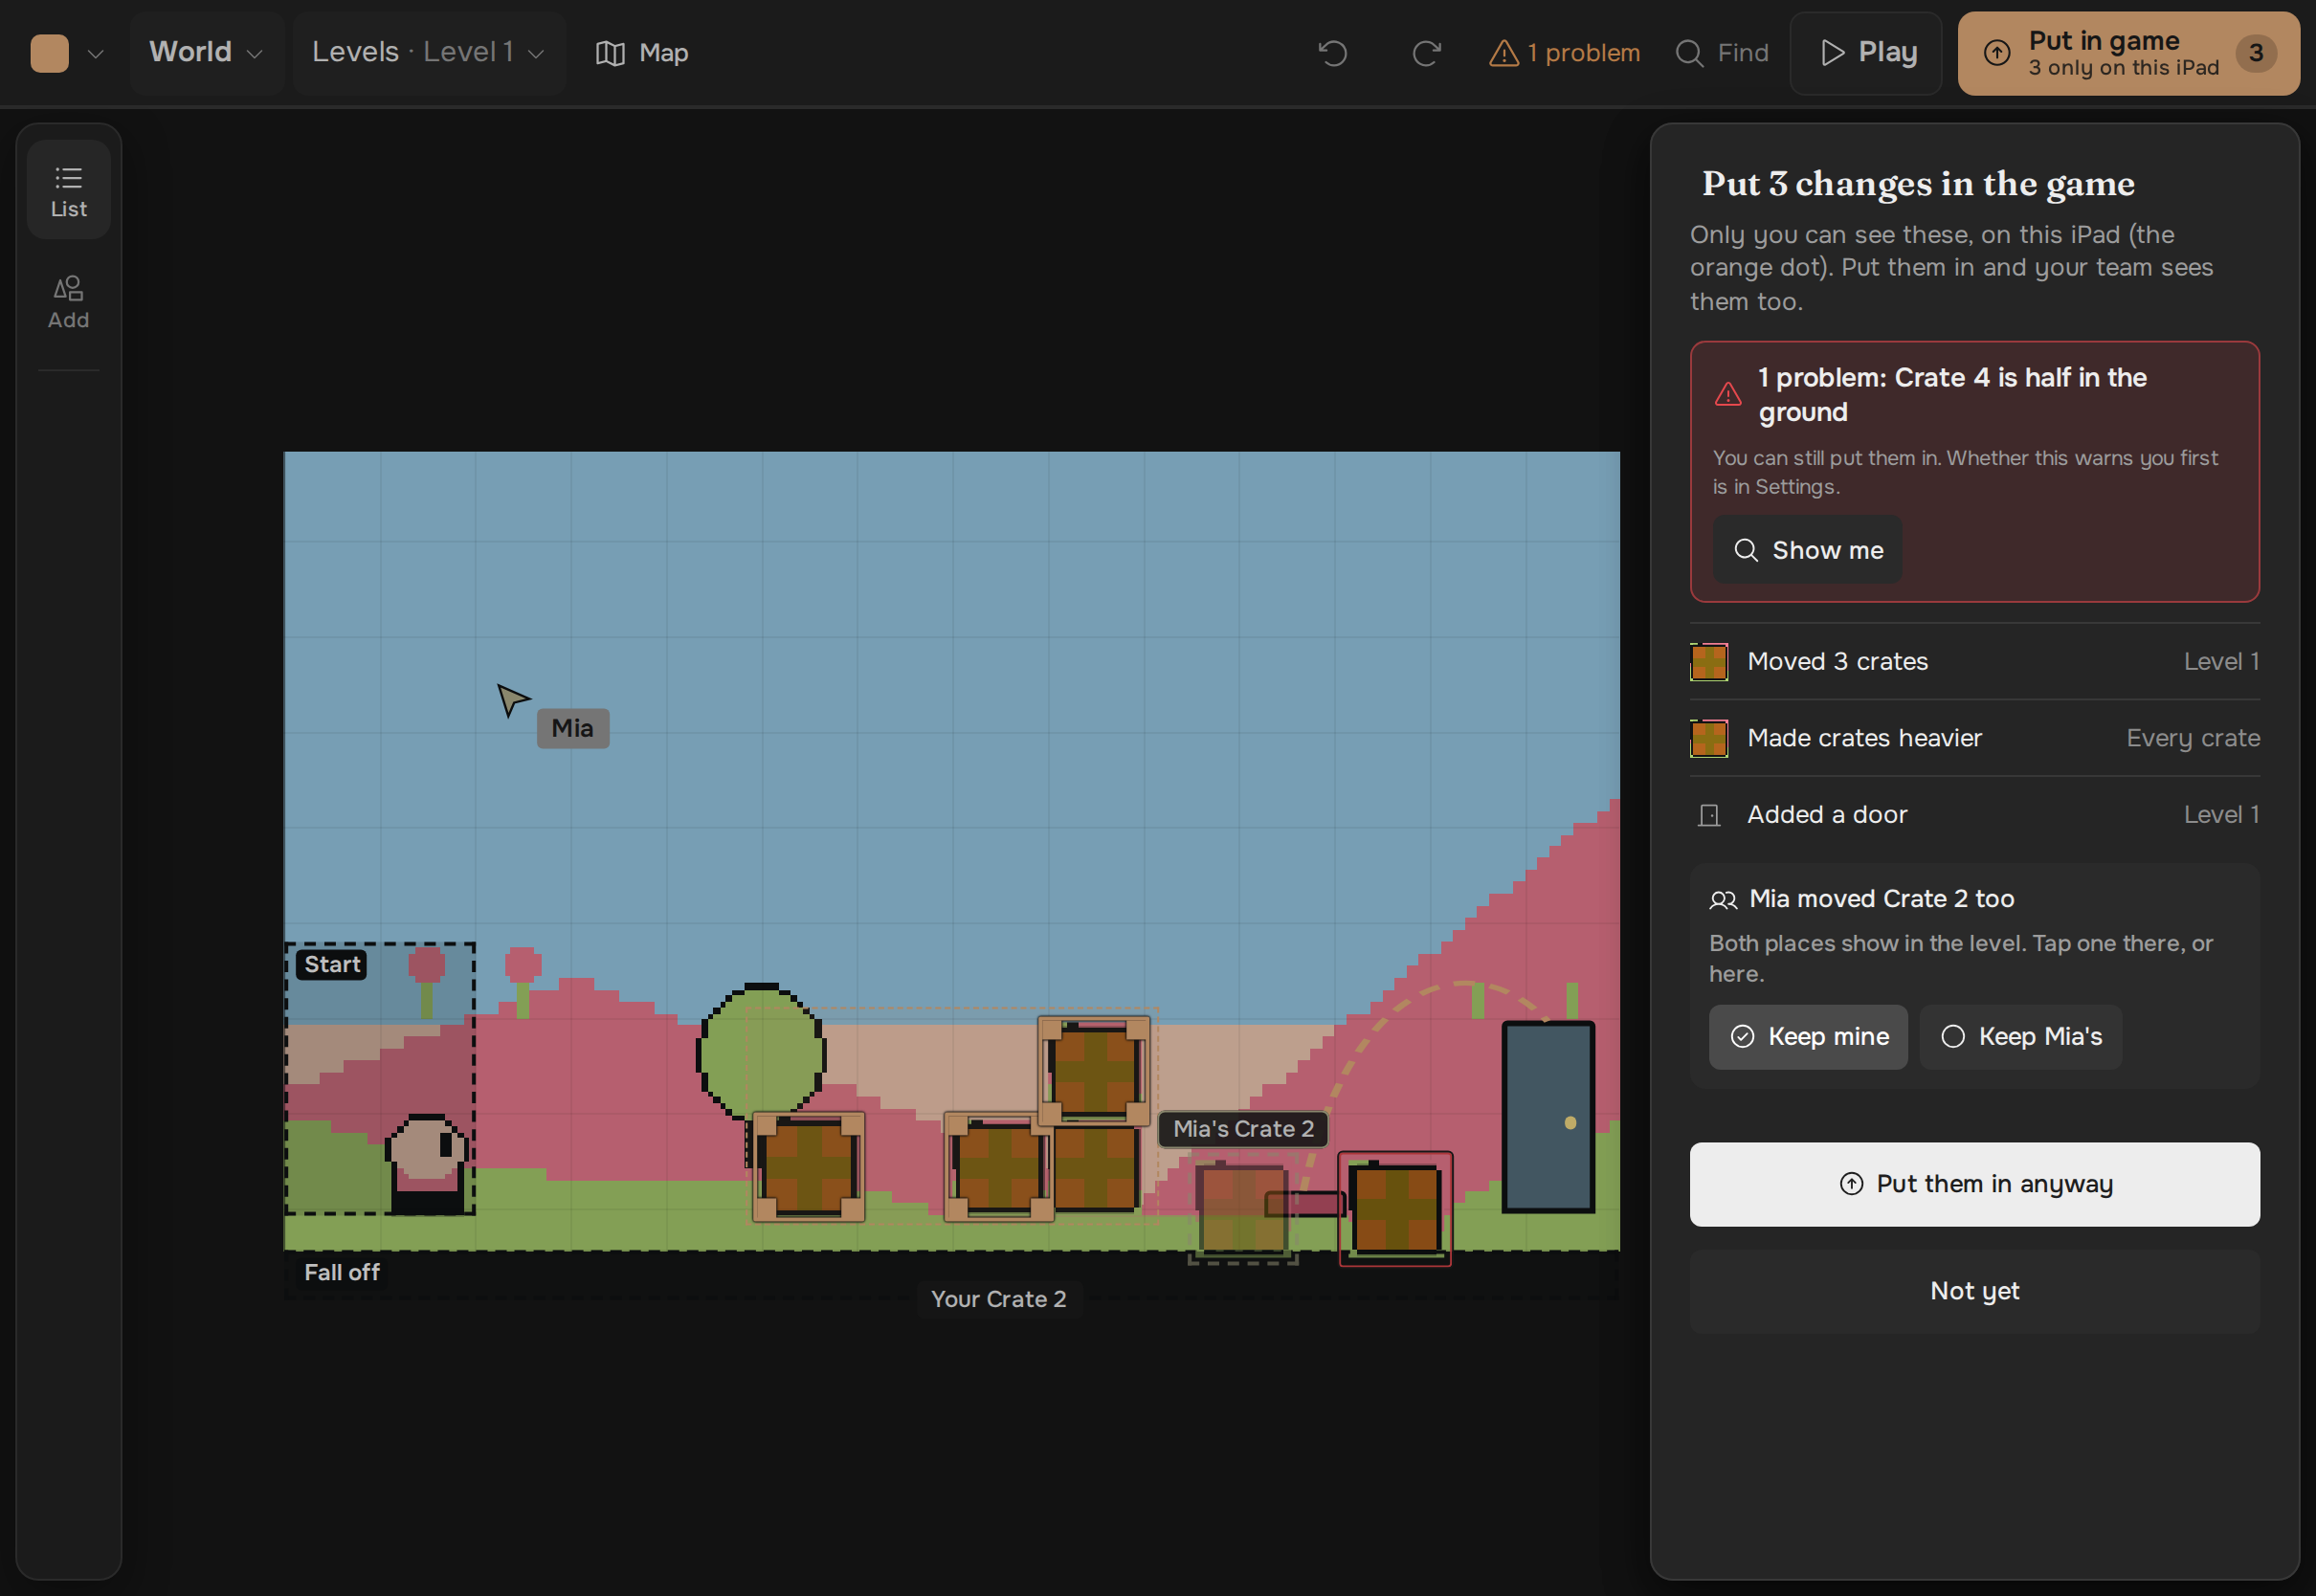 World
Levels · Level 1
Map
1 problem
Find
Play
Put in game
3 only on this iPad
3
List
Add
Mia
Start
Mia's Crate 2
Fall off
Your Crate 2
Put 3 changes in the game
Only you can see these, on this iPad (the
orange dot). Put them in and your team sees
them too.
1 problem: Crate 4 is half in the
ground
You can still put them in. Whether this warns you first
is in Settings.
Show me
Moved 3 crates
Level 1
Made crates heavier
Every crate
Added a door
Level 1
Mia moved Crate 2 too
Both places show in the level. Tap one there, or
here.
Keep mine
Keep Mia's
Put them in anyway
Not yet